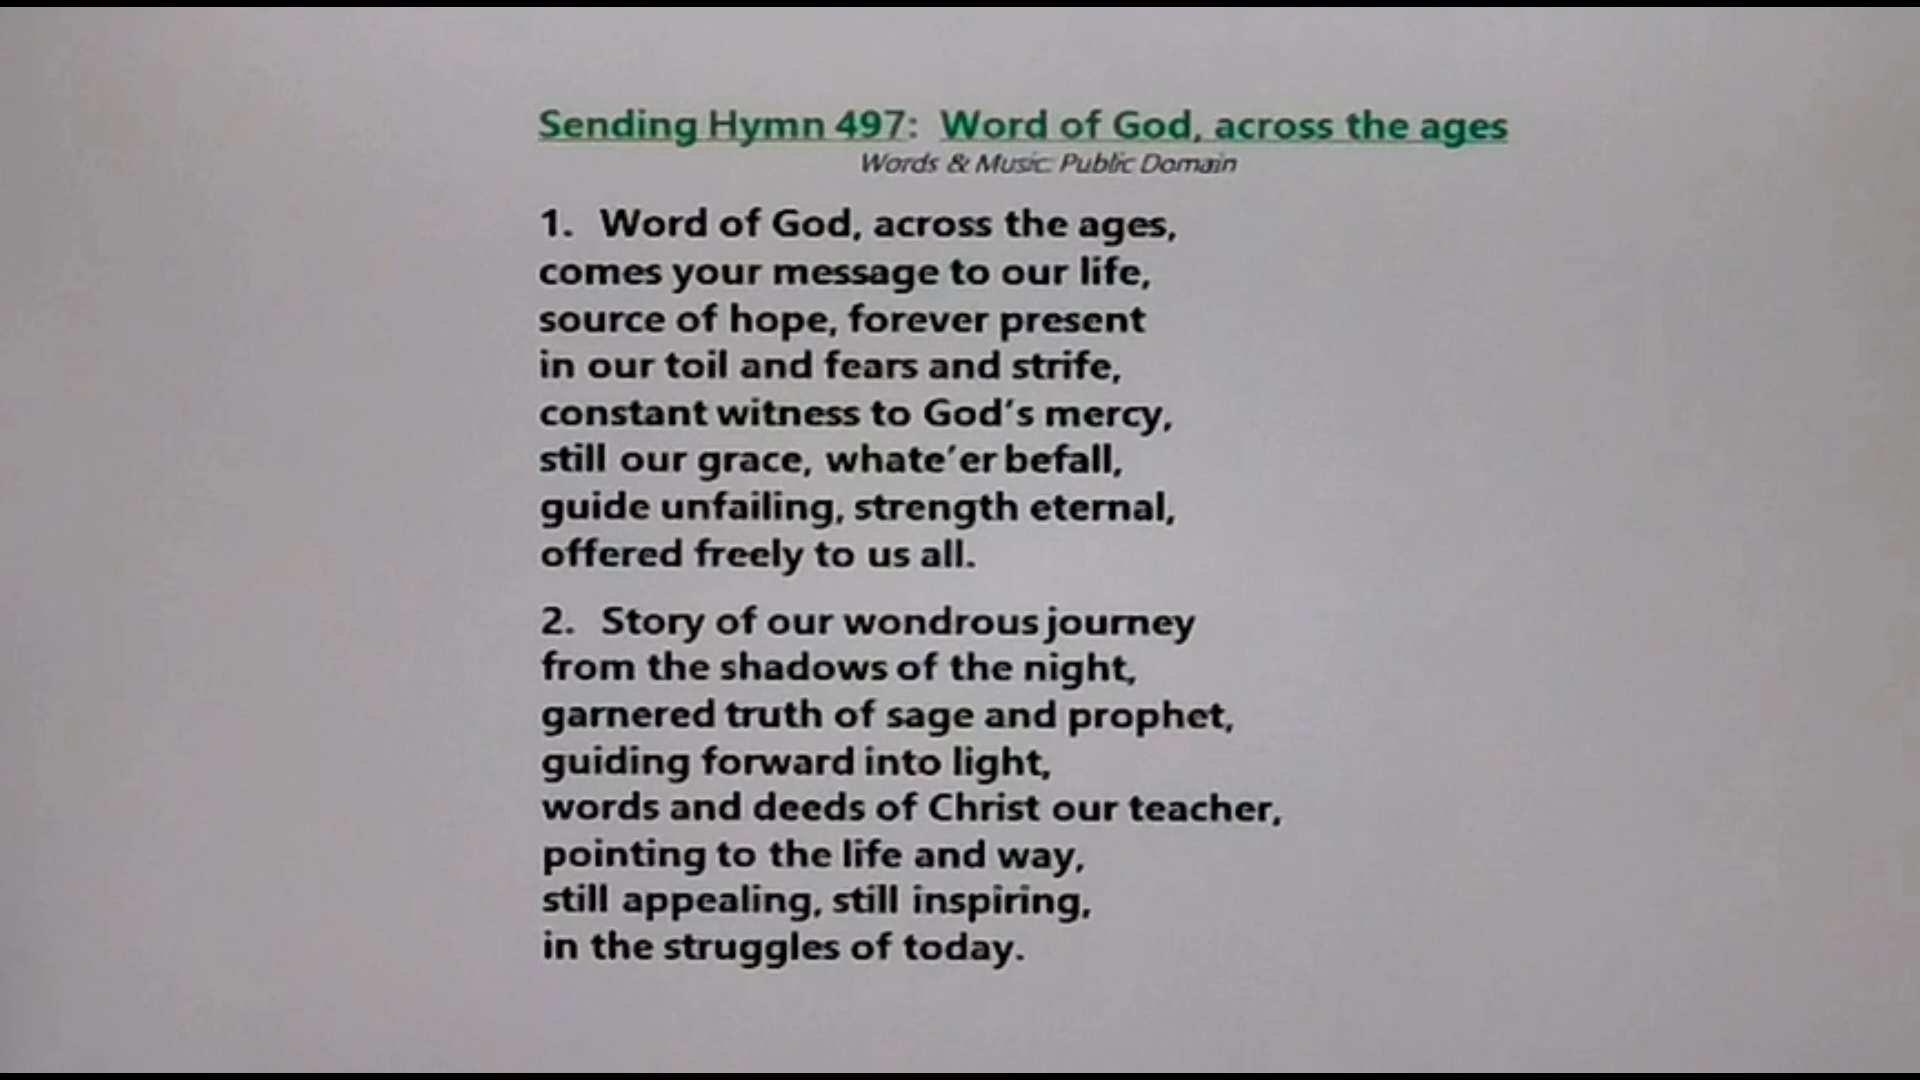 Sending Hymn 497: Word of God, across the ages
Words & Music: Public Domain
1. Word of God, across the ages,
comes your message to our life,
source of hope, forever present
in our toil and fears and strife,
constant witness to God's mercy,
still our grace, whate'er befall,
guide unfailing, strength eternal,
offered freely to us all.
2. Story of our wondrous journey
from the shadows of the night,
garnered truth of sage and prophet,
guiding forward into light,
words and deeds of Christ our teacher,
pointing to the life and way,
still appealing, still inspiring,
in the struggles of today.